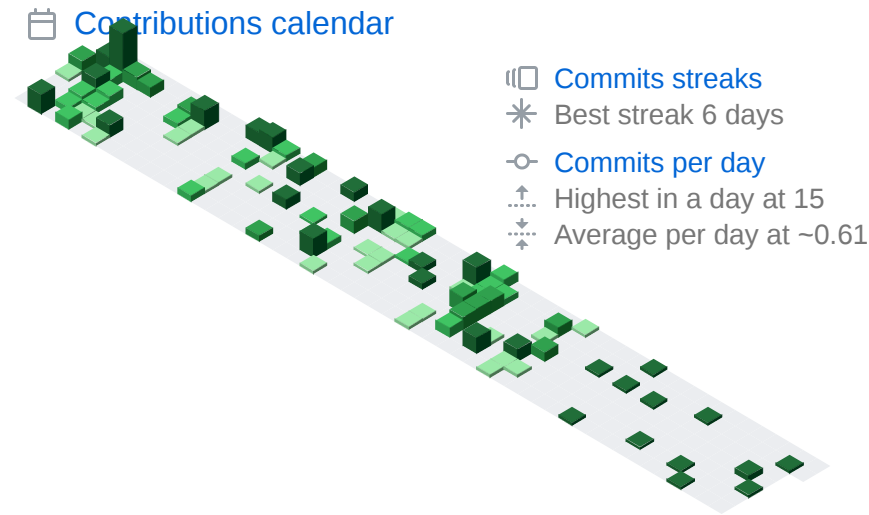 Contributions calendar
Commits streaks
Best streak 6 days
Commits per day
Highest in a day at 15
Average per day at ~0.61